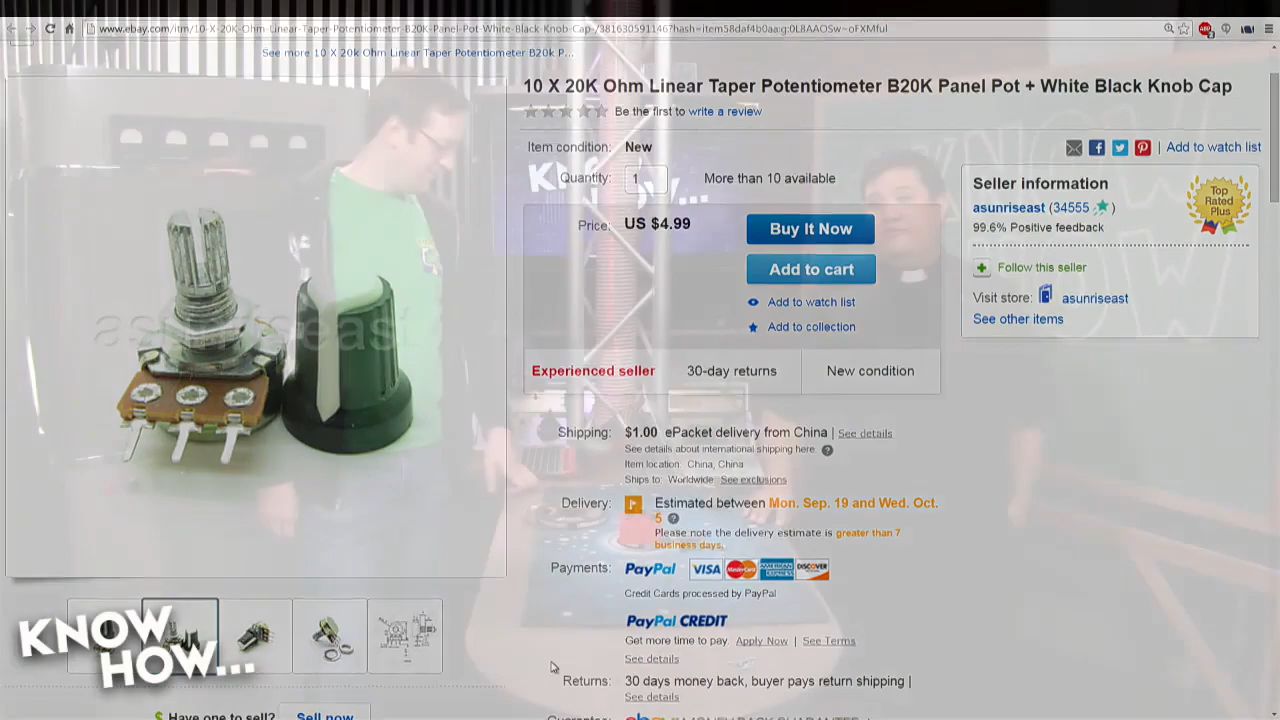 www.ebay.com/itm/10-X-20K-Ohm-Linear-Taper-Potentiometer-B20K-Panel-Pot-White-Black-Knob-Cap-/381630591146?hash=item58daf4b0aa:g:0L8AAOSw~oFXMful
See more 10 X 20k Ohm Linear Taper Potentiometer B20k P...
10 X 20K Ohm Linear Taper Potentiometer B20K Panel Pot + White Black Knob Cap
Be the first to write a review
Item condition: New
Add to watch list
Quantity: 1 More than 10 available
Price: US $4.99
Buy It Now
Add to cart
Add to watch list
Add to collection
Experienced seller 30-day returns New condition
Seller information
asunriseast (34555 )
99.6% Positive feedback
Top
Rated
Plus
Follow this seller
Visit store: asunriseast
See other items
asunriseast
Shipping: $1.00 ePacket delivery from China | See details
See details about international shipping here
Item location: China, China
Ships to: Worldwide See exclusions
Delivery: Estimated between Mon. Sep. 19 and Wed. Oct.
5
Please note the delivery estimate is greater than 7
business days.
Payments: PayPal VISA MasterCard AMERICAN EXPRESS DISCOVER
Credit Cards processed by PayPal
PayPal CREDIT
Get more time to pay. Apply Now | See Terms
See details
Returns: 30 days money back, buyer pays return shipping |
See details
KNOW
HOW...
$ Have one to sell? Sell now